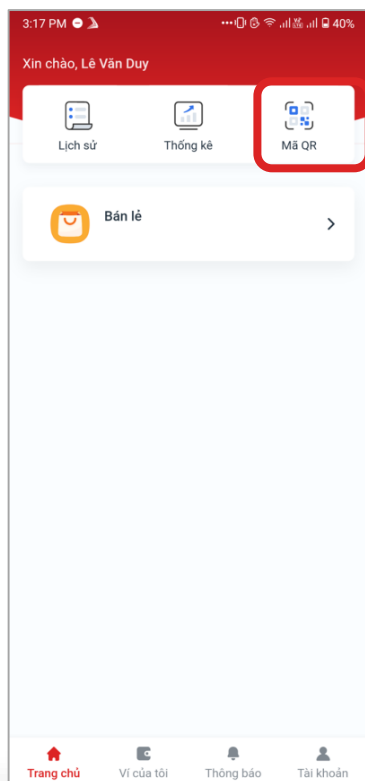 3:17 PM 40%
Xin chào, Lê Văn Duy
Lịch sử Thống kê Mã QR
Bán lẻ
Trang chủ Ví của tôi Thông báo Tài khoản